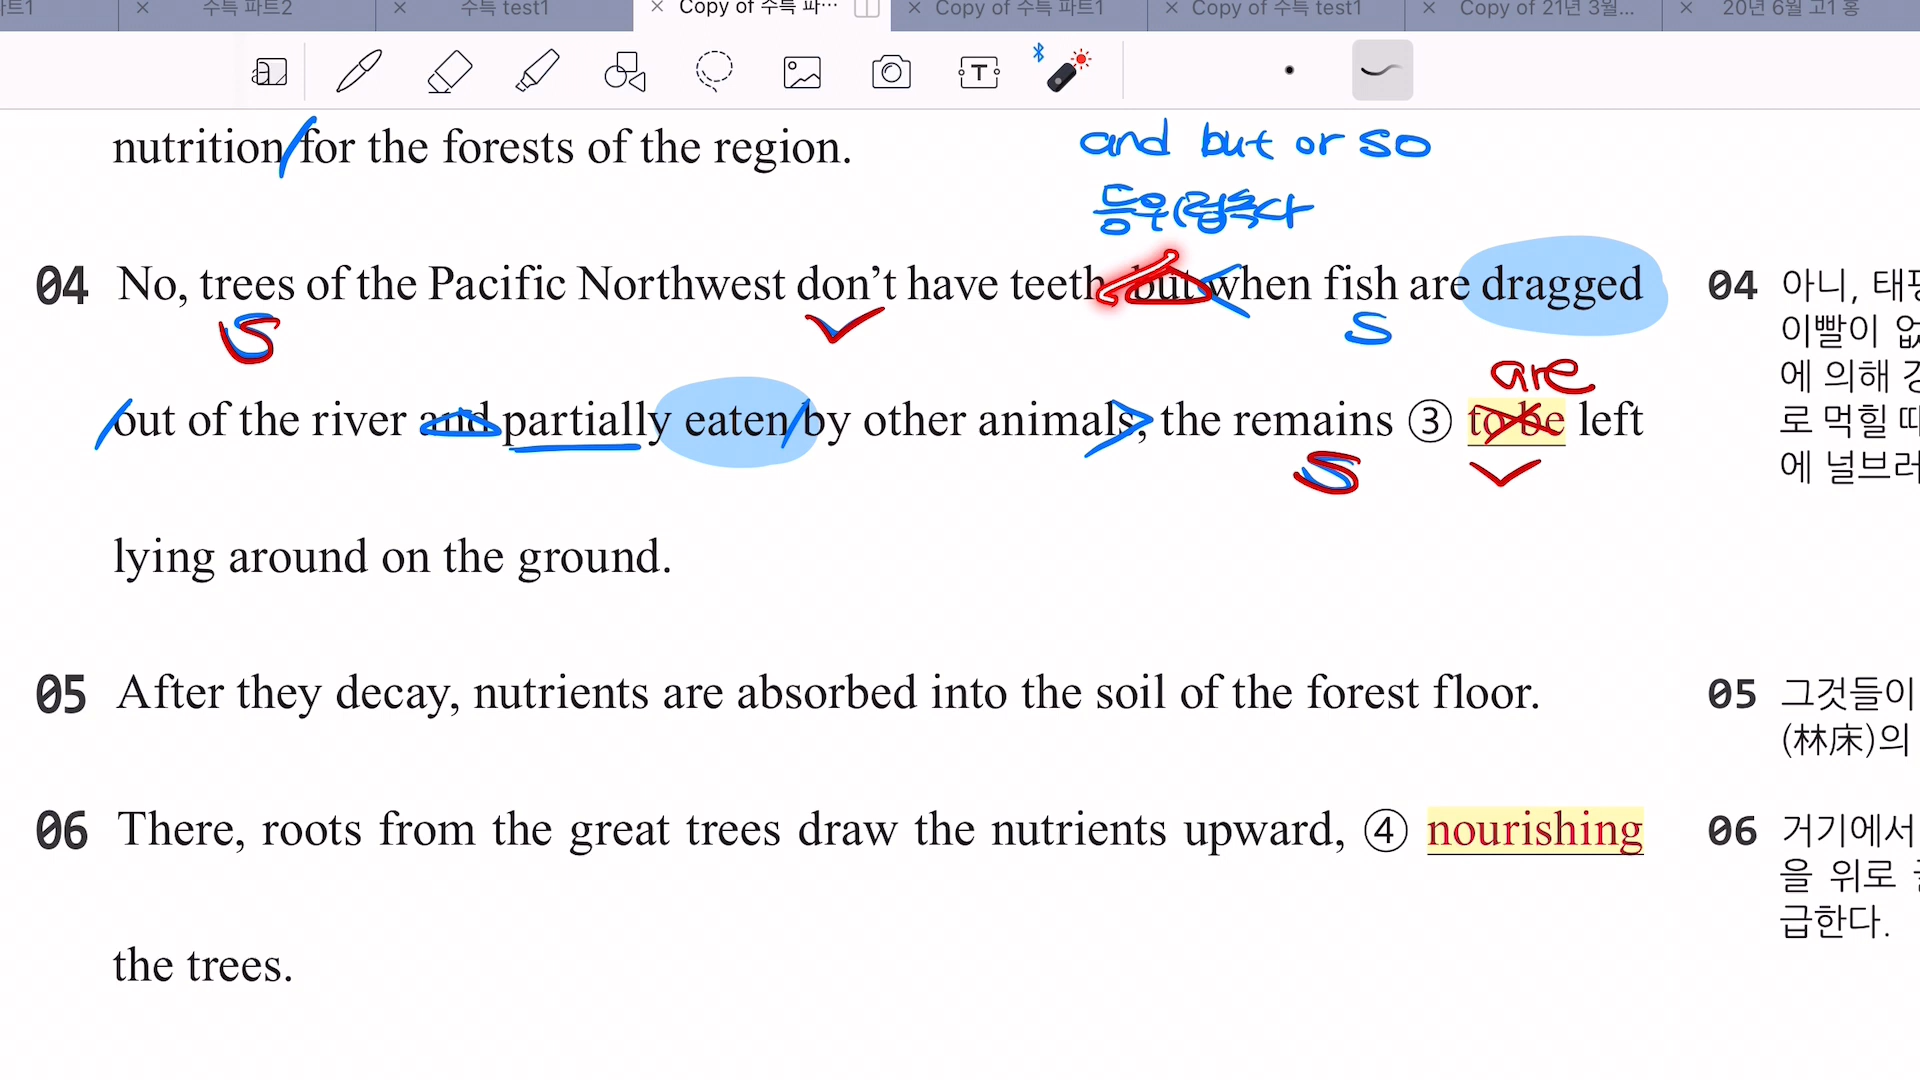 트1
수특 파트2
수특 test1
Copy of 수특 파…
Copy of 수특 파트1
Copy of 수특 test1
Copy of 21년 3월...
20년 6월 고1 홍
nutrition for the forests of the region.
and but or so
04 No, trees of the Pacific Northwest don't have teeth, but when fish are dragged
S
S
are
out of the river and partially eaten by other animals, the remains ③ to be left
S
lying around on the ground.
05 After they decay, nutrients are absorbed into the soil of the forest floor.
06 There, roots from the great trees draw the nutrients upward, ④ nourishing
the trees.
04 아니, 태평
이빨이 없
에 의해 강
로 먹힐 때
에 널브러
05 그것들이
(林床)의
06 거기에서
을 위로
급한다.